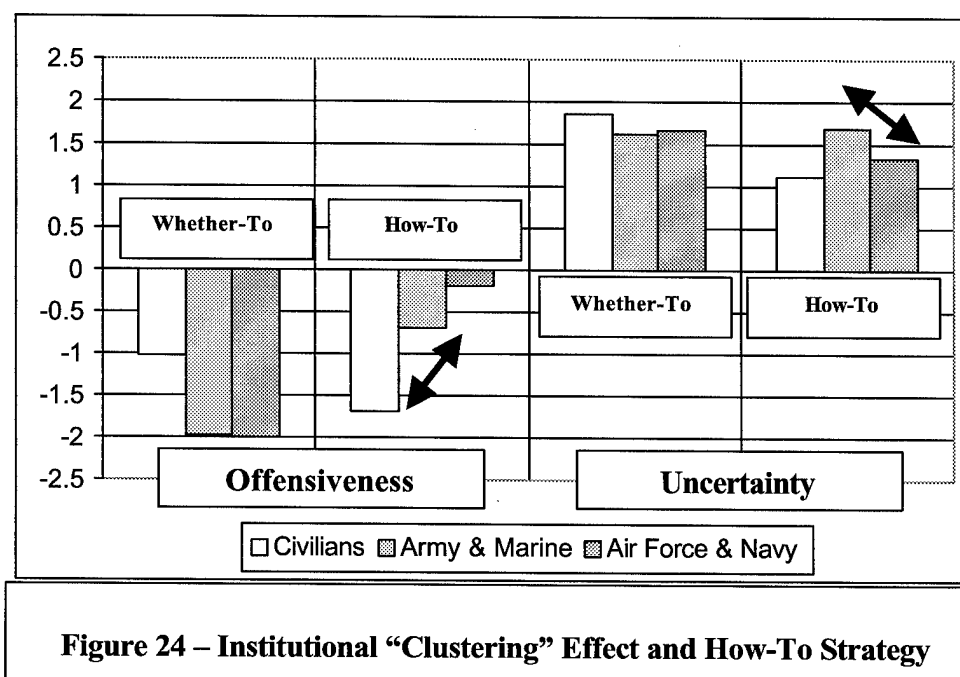 2.5
2
1.5
1
0.5
0
-0.5
-1
-1.5
-2
-2.5
Whether-To
How-To
Whether-To
How-To
Offensiveness
Uncertainty
Civilians Army & Marine Air Force & Navy
Figure 24 – Institutional “Clustering” Effect and How-To Strategy